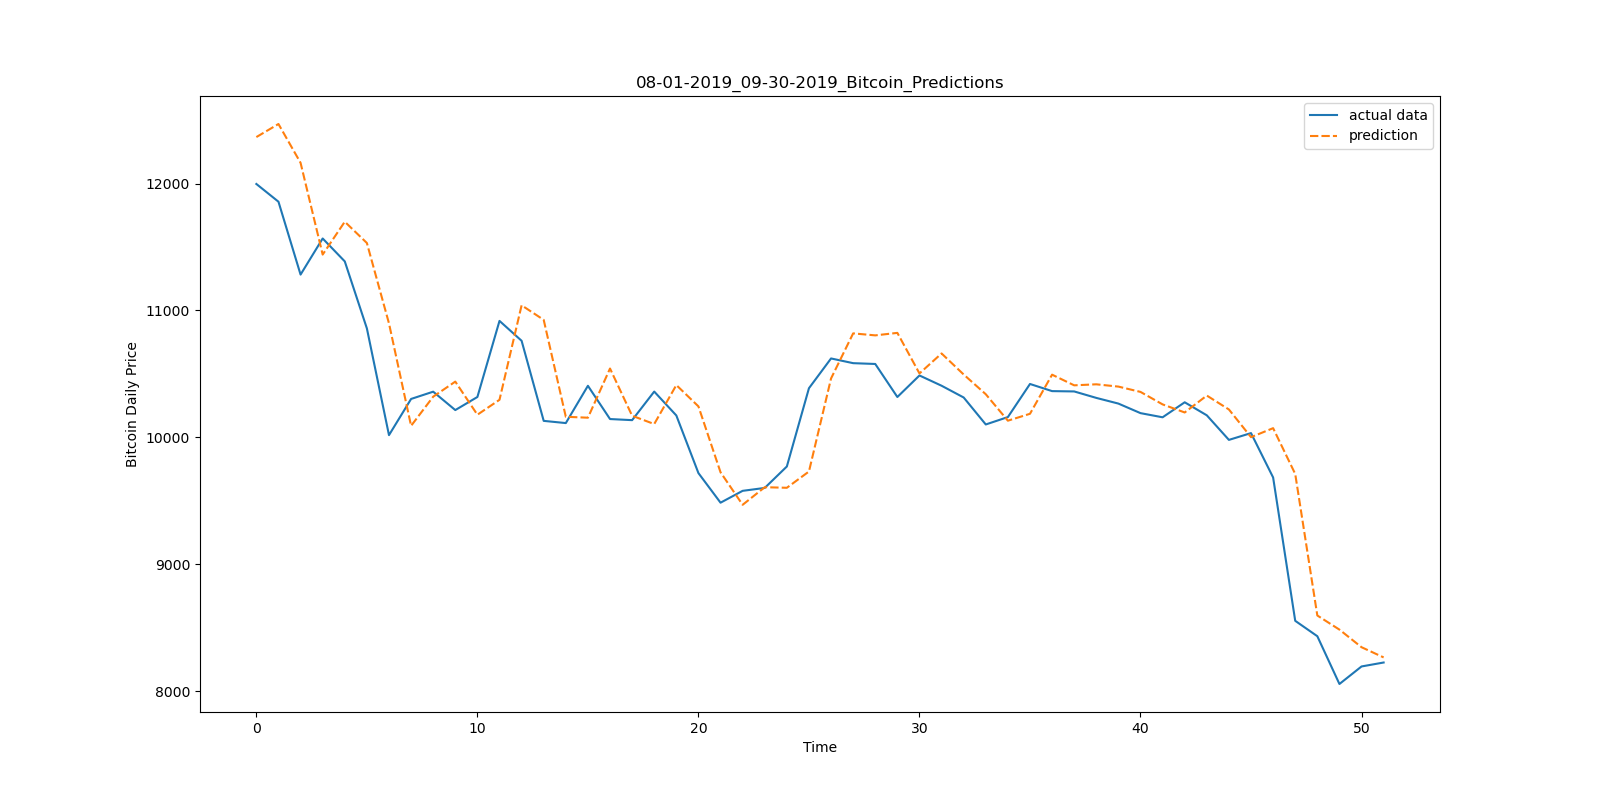 08-01-2019_09-30-2019_Bitcoin_Predictions
actual data
prediction
Bitcoin Daily Price
12000
11000
10000
9000
8000
0 10 20 30 40 50
Time